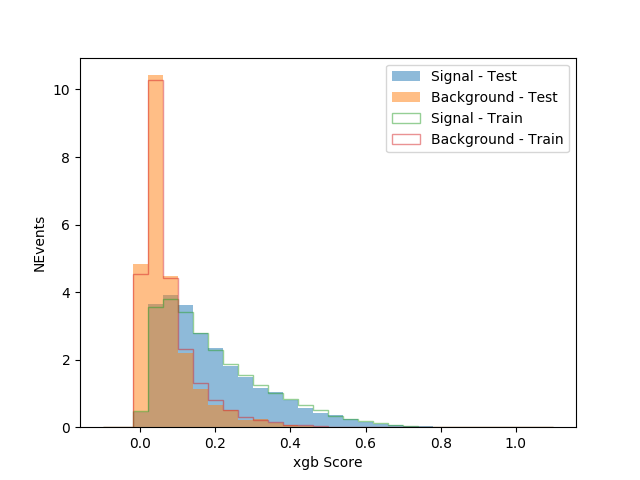 Signal - Test
Background - Test
Signal - Train
Background - Train
10
8
6
4
2
0
NEvents
0.0 0.2 0.4 0.6 0.8 1.0
xgb Score